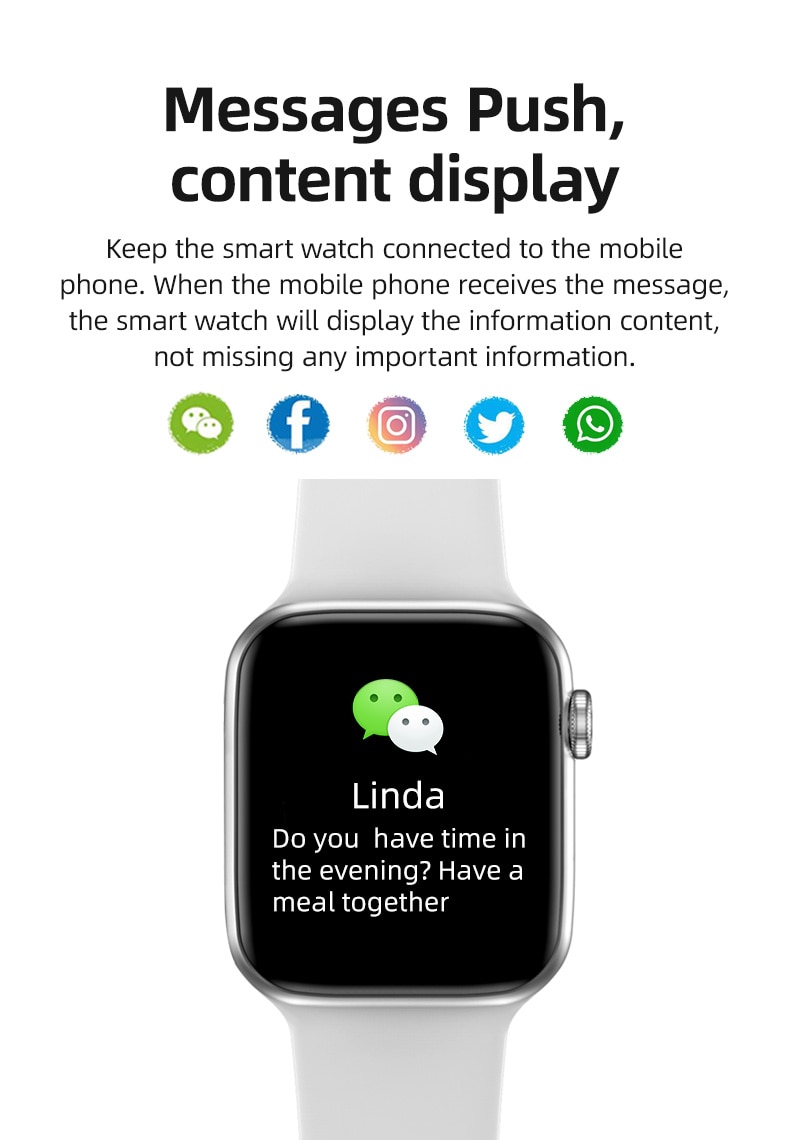 Messages Push,
content display
Keep the smart watch connected to the mobile
phone. When the mobile phone receives the message,
the smart watch will display the information content,
not missing any important information.
Linda
Do you  have time in
the evening? Have a
meal together